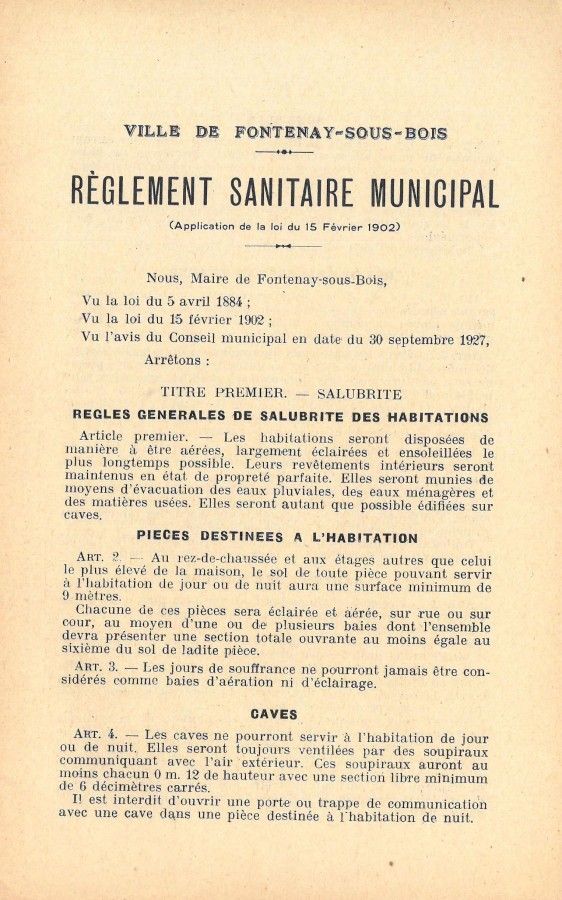 VILLE DE FONTENAY-SOUS-BOIS
RÈGLEMENT SANITAIRE MUNICIPAL
(Application de la loi du 15 Février 1902)
Nous, Maire de Fontenay-sous-Bois,
Vu la loi du 5 avril 1884 ;
Vu la loi du 15 février 1902 ;
Vu l'avis du Conseil municipal en date du 30 septembre 1927,
Arrêtons :
TITRE PREMIER. — SALUBRITE
REGLES GENERALES DE SALUBRITE DES HABITATIONS
Article premier. — Les habitations seront disposées de
manière à être aérées, largement éclairées et ensoleillées le
plus longtemps possible. Leurs revêtements intérieurs seront
maintenus en état de propreté parfaite. Elles seront munies de
moyens d'évacuation des eaux pluviales, des eaux ménagères et
des matières usées. Elles seront autant que possible édifiées sur
caves.
PIECES DESTINEES A L'HABITATION
ART. 2. — Au rez-de-chaussée et aux étages autres que celui
le plus élevé de la maison, le sol de toute pièce pouvant servir
à l'habitation de jour ou de nuit aura une surface minimum de
9 mètres.
Chacune de ces pièces sera éclairée et aérée, sur rue ou sur
cour, au moyen d'une ou de plusieurs baies dont l'ensemble
devra présenter une section totale ouvrante au moins égale au
sixième du sol de ladite pièce.
ART. 3. — Les jours de souffrance ne pourront jamais être con-
sidérés comme baies d'aération ni d'éclairage.
CAVES
ART. 4. — Les caves ne pourront servir à l'habitation de jour
ou de nuit. Elles seront toujours ventilées par des soupiraux
communiquant avec l'air extérieur. Ces soupiraux auront au
moins chacun 0 m. 12 de hauteur avec une section libre minimum
de 6 décimètres carrés.
Il est interdit d'ouvrir une porte ou trappe de communication
avec une cave dans une pièce destinée à l'habitation de nuit.